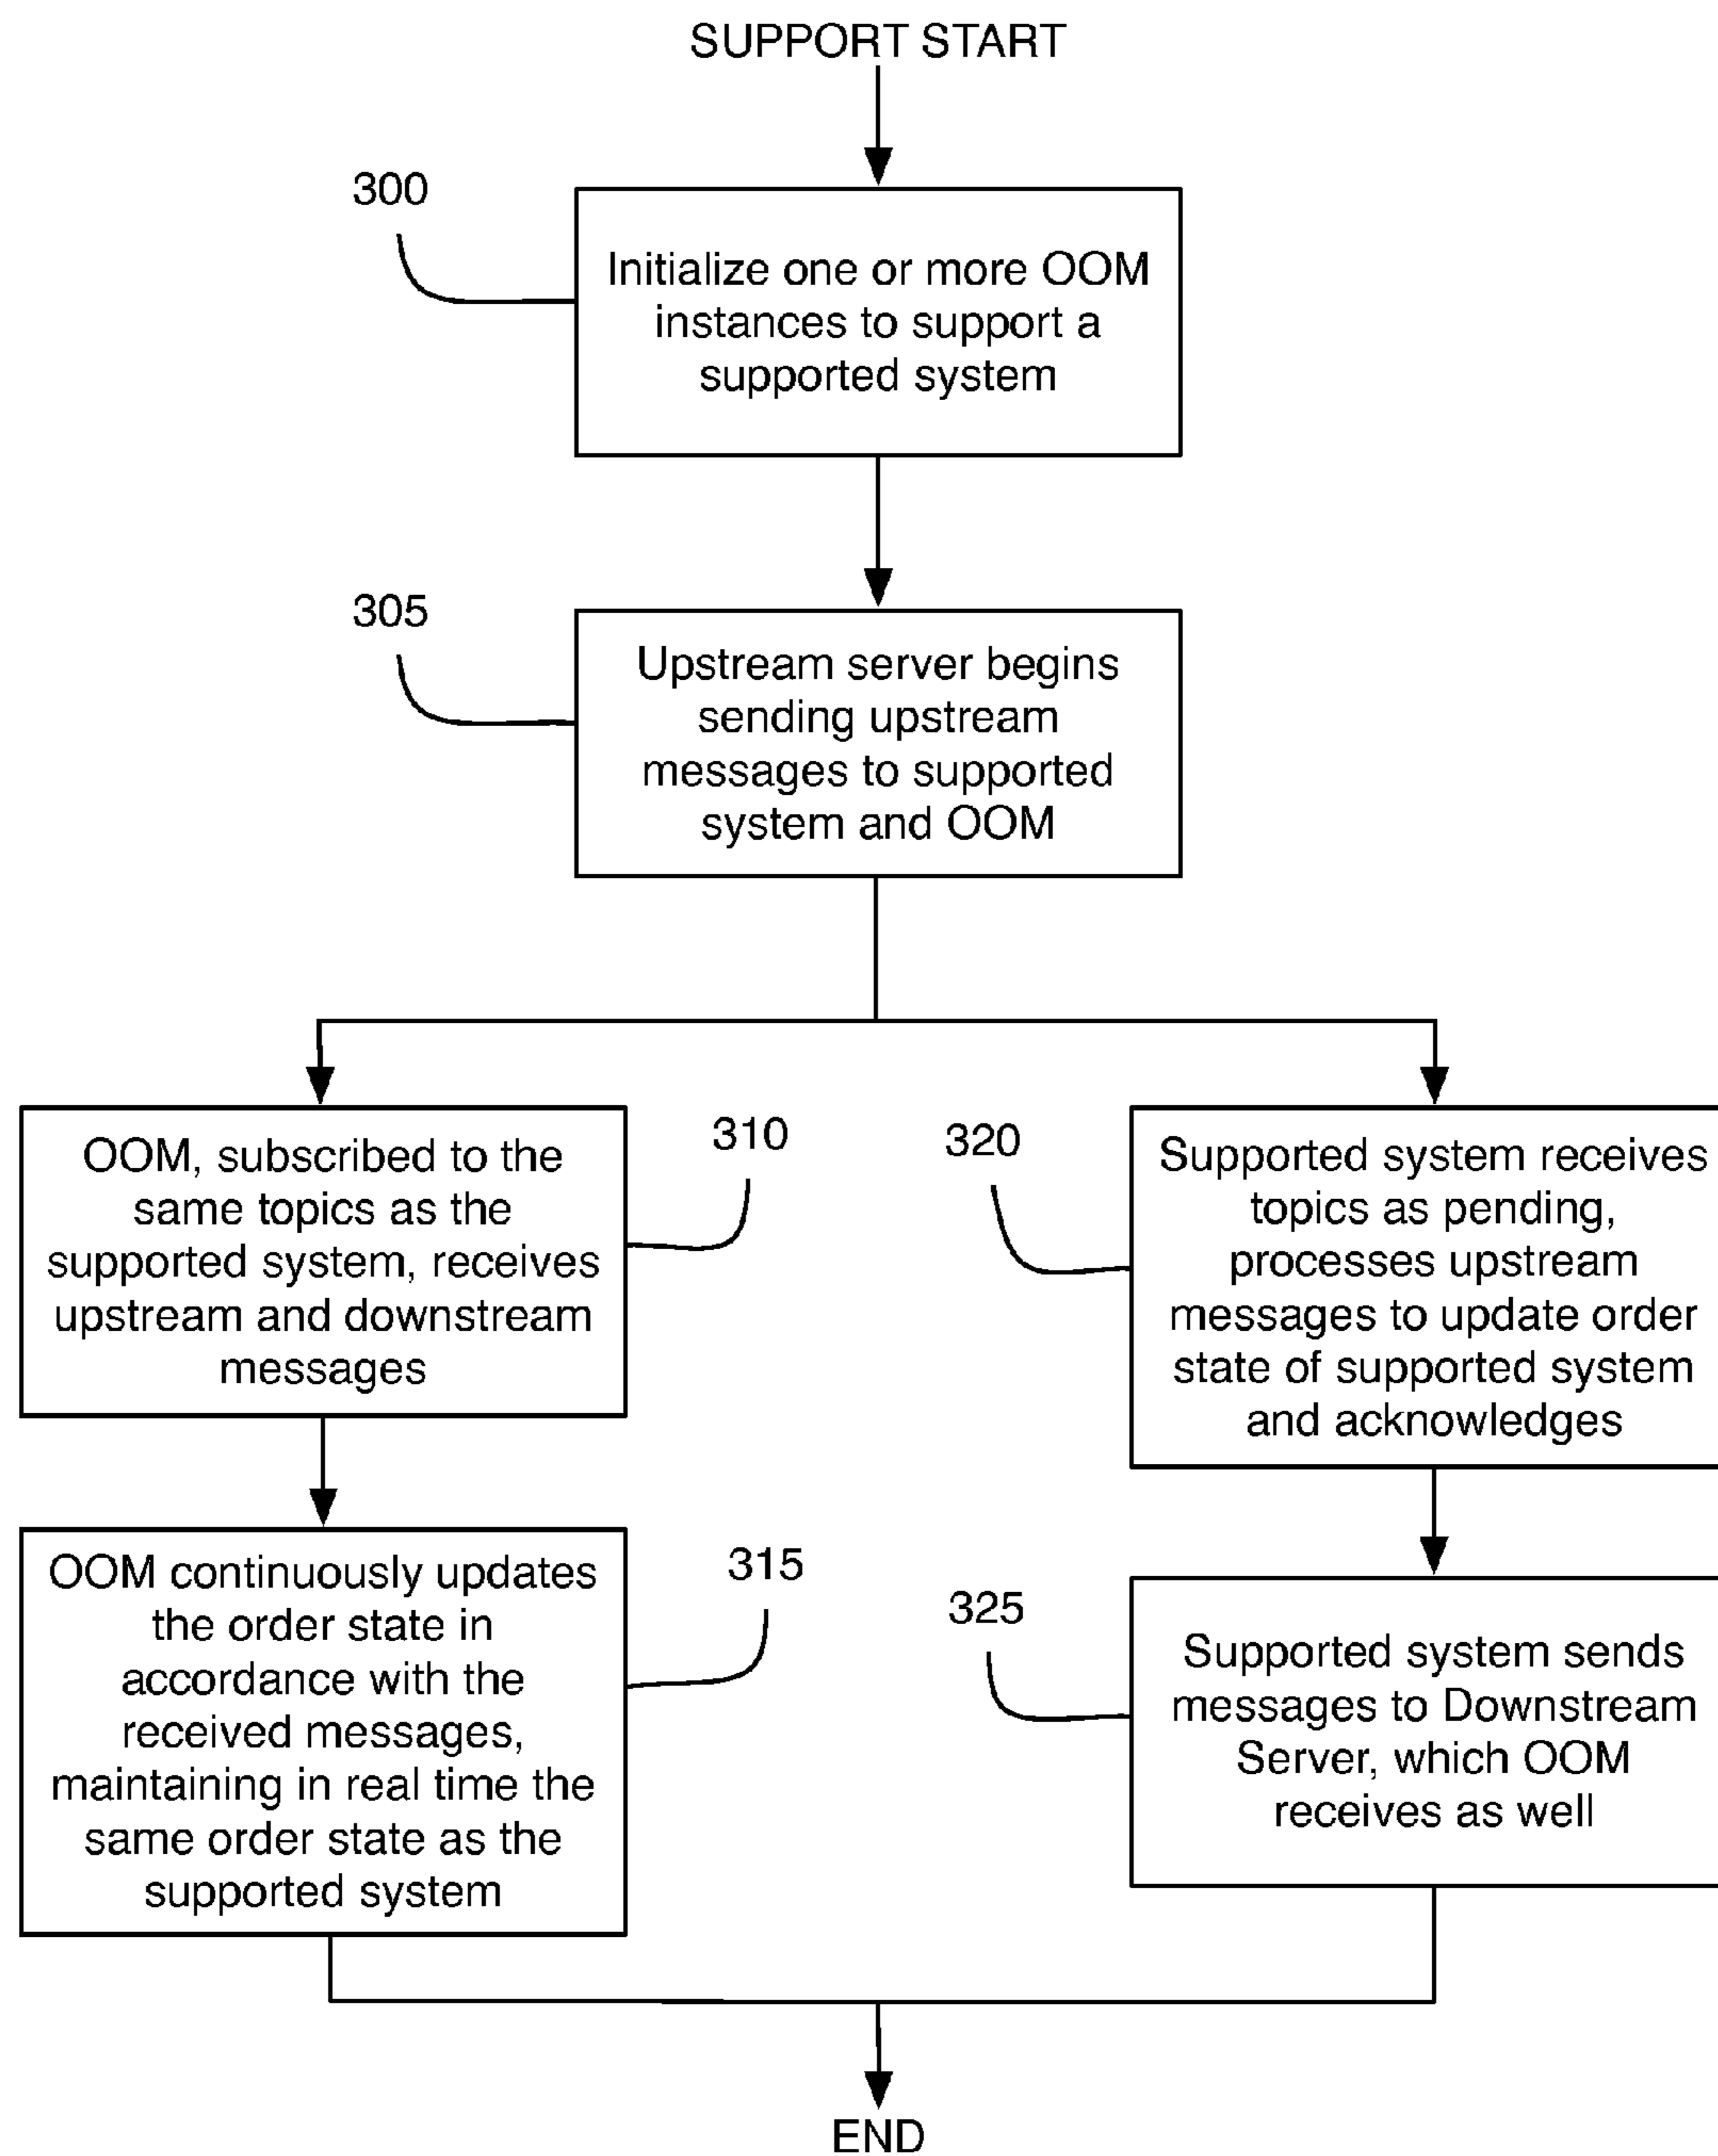 SUPPORT START
300
Initialize one or more OOM
instances to support a
supported system
305
Upstream server begins
sending upstream
messages to supported
system and OOM
OOM, subscribed to the
same topics as the
supported system, receives
upstream and downstream
messages
310
320
Supported system receives
topics as pending,
processes upstream
messages to update order
state of supported system
and acknowledges
OOM continuously updates
the order state in
accordance with the
received messages,
maintaining in real time the
same order state as the
supported system
315
325
Supported system sends
messages to Downstream
Server, which OOM
receives as well
END